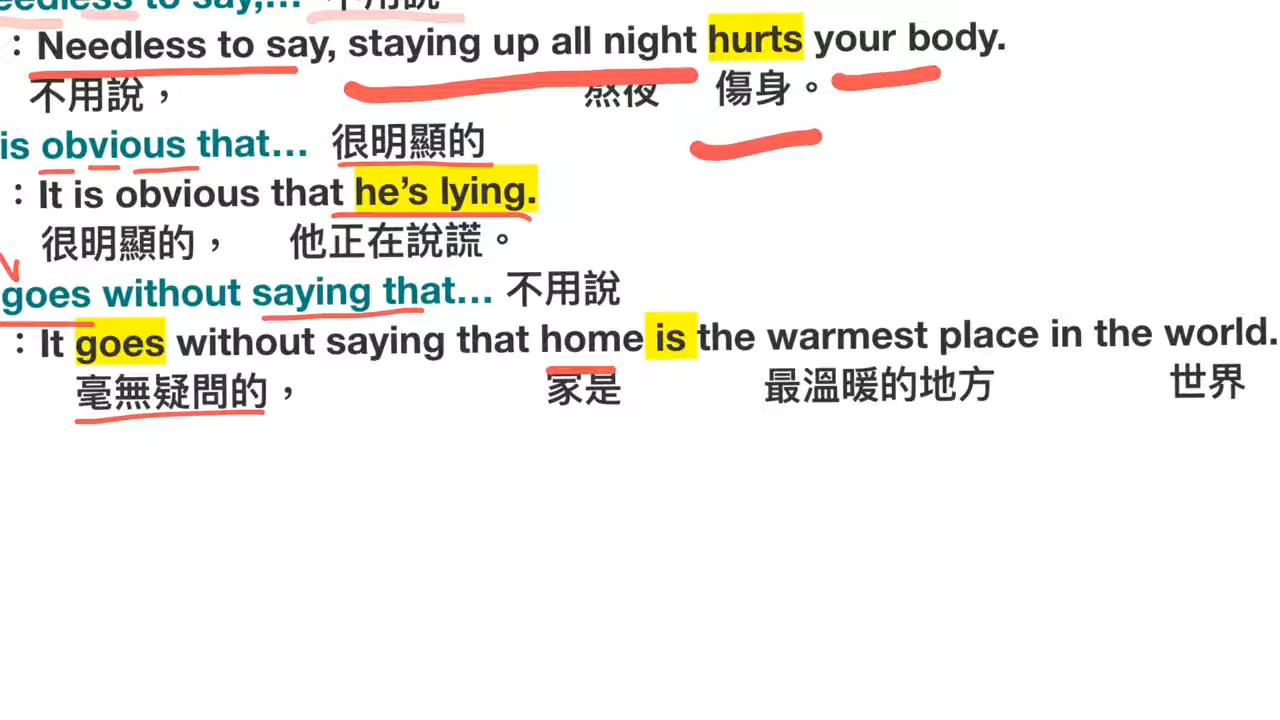 to say,… 不用說
：Needless to say, staying up all night hurts your body.
不用說， 熬夜 傷身。
is obvious that… 很明顯的
：It is obvious that he’s lying.
很明顯的， 他正在說謊。
goes without saying that… 不用說
：It goes without saying that home is the warmest place in the world.
毫無疑問的， 家是 最溫暖的地方 世界